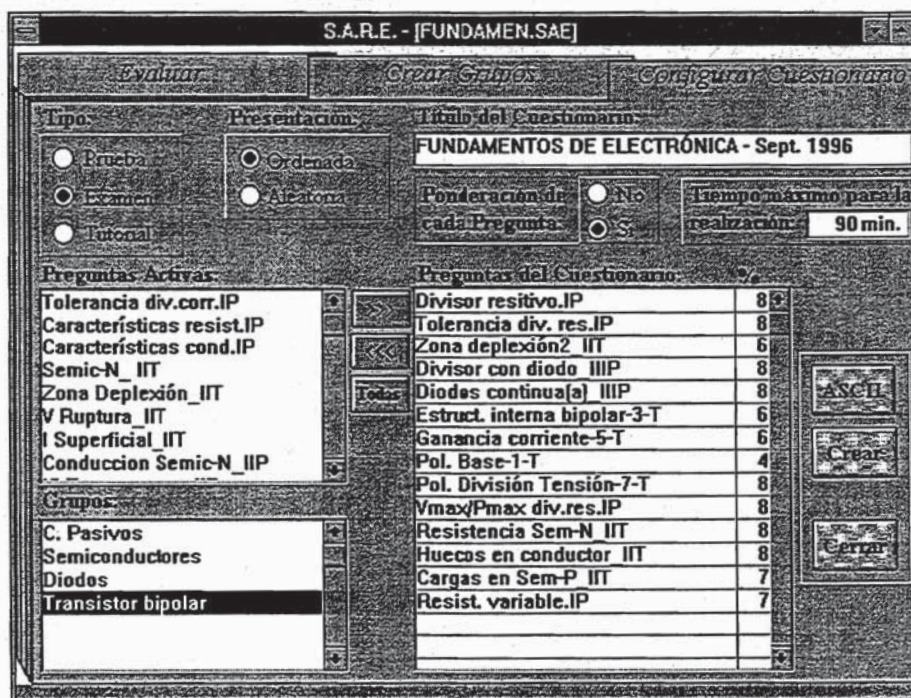 S.A.R.E. - [FUNDAMEN.SAE]
Evaluar
Crear Grupos
Configurar Cuestionario
Tipo:
Prueba
Examen
Tutorial
Presentación:
Ordenada
Aleatoria
Título del Cuestionario:
FUNDAMENTOS DE ELECTRÓNICA - Sept. 1996
Ponderación de
cada Pregunta:
No
Si
Tiempo máximo para la
realización: 90 min.
Preguntas Activas:
Tolerancia div.corr.IP
Características resist.IP
Características cond.IP
Semic-N_ IIT
Zona Deplexión_IIT
V Ruptura_IIT
I Superficial_IIT
Conduccion Semic-N_IIP
>>>
<<<
Todas
Grupos:
C. Pasivos
Semiconductores
Diodos
Transistor bipolar
Preguntas del Cuestionario: %
Divisor resitivo.IP 8
Tolerancia div. res.IP 8
Zona deplexión2_IIT 6
Divisor con diodo_IIIP 8
Diodos continua(a)_IIIP 8
Estruct. interna bipolar-3-T 6
Ganancia corriente-5-T 6
Pol. Base-1-T 4
Pol. División Tensión-7-T 8
Vmax/Pmax div.res.IP 8
Resistencia Sem-N_IIT 8
Huecos en conductor_IIT 8
Cargas en Sem-P_IIT 7
Resist. variable.IP 7
ASCII
Crear
Cerrar